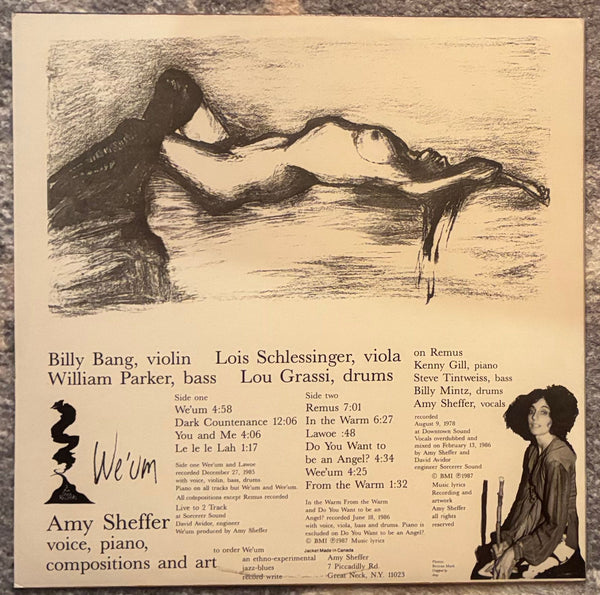 Billy Bang, violin Lois Schlessinger, viola
William Parker, bass Lou Grassi, drums
on Remus
Kenny Gill, piano
Steve Tintweiss, bass
Billy Mintz, drums
Amy Sheffer, vocals
recorded
August 9, 1978
at Downtown Sound
Vocals overdubbed and
mixed on February 13, 1986
by Amy Sheffer and
David Avidor
engineer Sorcerer Sound
© BMI ℗1987
Music lyrics
Recording and
artwork
Amy Sheffer
all rights
reserved
We'um
Side one
We'um 4:58
Dark Countenance 12:06
You and Me 4:06
Le le le Lah 1:17
Side one Wee'um and Lawoe
recorded December 27, 1985
with voice, violin, bass, drums.
Piano on all tracks but We'um and Wee'um.
All compositions except Remus recorded
Live to 2 Track
at Sorcerer Sound
David Avidor, engineer
We'um produced by Amy Sheffer
Side two
Remus 7:01
In the Warm 6:27
Lawoe :48
Do You Want to
be an Angel? 4:34
Wee'um 4:25
From the Warm 1:32
In the Warm From the Warm
and Do You Want to be an
Angel? recorded June 18, 1986
with voice, viola, bass and drums. Piano is
excluded on Do You Want to be an Angel?
© BMI ℗1987 Music lyrics
Amy Sheffer
voice, piano,
compositions and art
to order We'um
an ethno-experimental
jazz-blues
record write
Jacket Made in Canada
Amy Sheffer
7 Piccadilly Rd.
Great Neck, N.Y. 11023